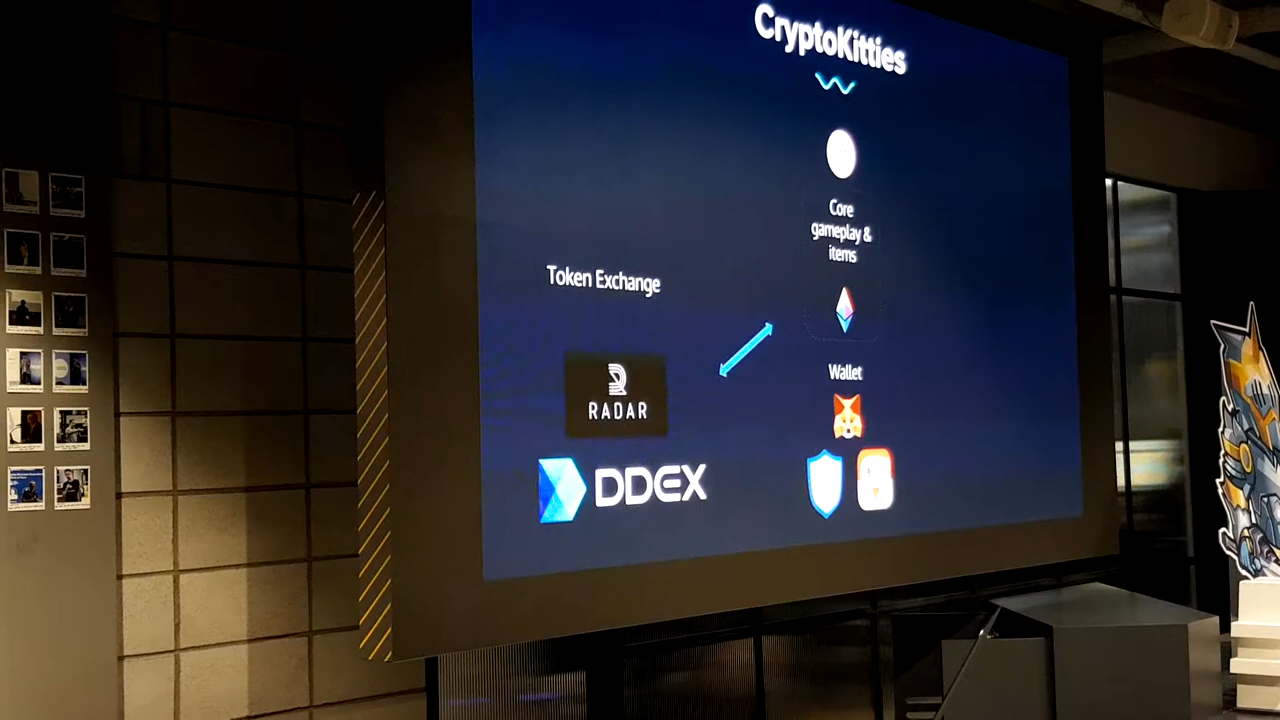 CryptoKitties
Core
gameplay &
items
Token Exchange
Wallet
RADAR
DDEX